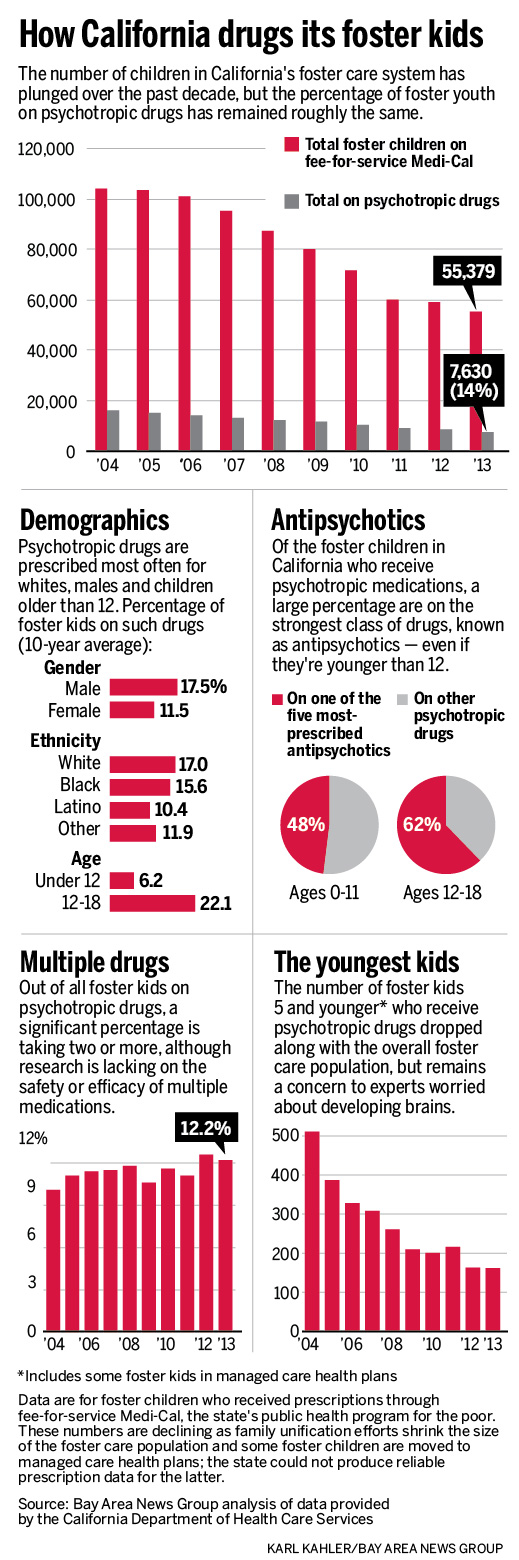 How California drugs its foster kids
The number of children in California's foster care system has
plunged over the past decade, but the percentage of foster youth
on psychotropic drugs has remained roughly the same.
120,000
100,000
80,000
60,000
40,000
20,000
0
Total foster children on
fee-for-service Medi-Cal
Total on psychotropic drugs
55,379
7,630
(14%)
'04 '05 '06 '07 '08 '09 '10 '11 '12 '13
Demographics
Psychotropic drugs are
prescribed most often for
whites, males and children
older than 12. Percentage of
foster kids on such drugs
(10-year average):
Gender
Male 17.5%
Female 11.5
Ethnicity
White 17.0
Black 15.6
Latino 10.4
Other 11.9
Age
Under 12 6.2
12-18 22.1
Antipsychotics
Of the foster children in
California who receive
psychotropic medications, a
large percentage are on the
strongest class of drugs, known
as antipsychotics — even if
they're younger than 12.
On one of the
five most-
prescribed
antipsychotics
On other
psychotropic
drugs
48% 62%
Ages 0-11 Ages 12-18
Multiple drugs
Out of all foster kids on
psychotropic drugs, a
significant percentage is
taking two or more, although
research is lacking on the
safety or efficacy of multiple
medications.
12.2%
12%
9
6
3
0
'04 '06 '08 '10 '12 '13
The youngest kids
The number of foster kids
5 and younger* who receive
psychotropic drugs dropped
along with the overall foster
care population, but remains
a concern to experts worried
about developing brains.
500
400
300
200
100
0
'04 '06 '08 '10 '12 '13
*Includes some foster kids in managed care health plans
Data are for foster children who received prescriptions through
fee-for-service Medi-Cal, the state's public health program for the poor.
These numbers are declining as family unification efforts shrink the size
of the foster care population and some foster children are moved to
managed care health plans; the state could not produce reliable
prescription data for the latter.
Source: Bay Area News Group analysis of data provided
by the California Department of Health Care Services
KARL KAHLER/BAY AREA NEWS GROUP